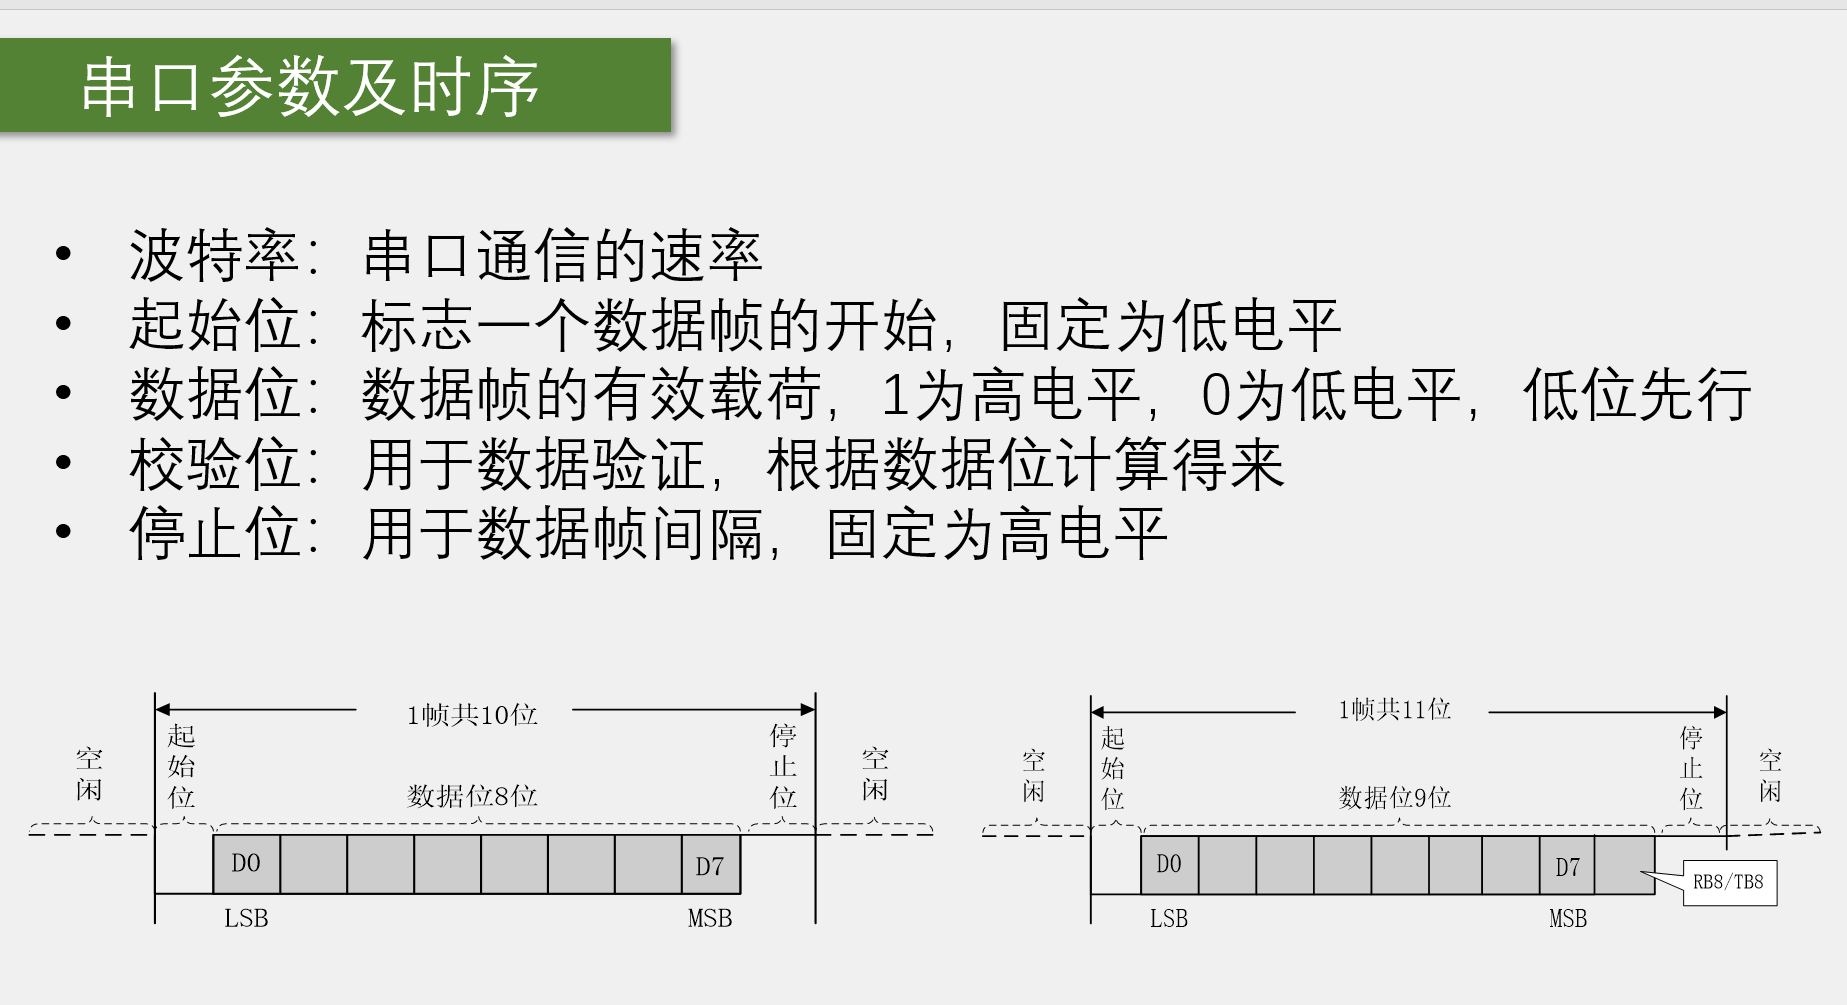 串口参数及时序
• 波特率：串口通信的速率
• 起始位：标志一个数据帧的开始，固定为低电平
• 数据位：数据帧的有效载荷，1为高电平，0为低电平，低位先行
• 校验位：用于数据验证，根据数据位计算得来
• 停止位：用于数据帧间隔，固定为高电平
1帧共10位
空闲
起始位
数据位8位
停止位
空闲
D0
D7
LSB
MSB
1帧共11位
空闲
起始位
数据位9位
停止位
空闲
D0
D7
RB8/TB8
LSB
MSB